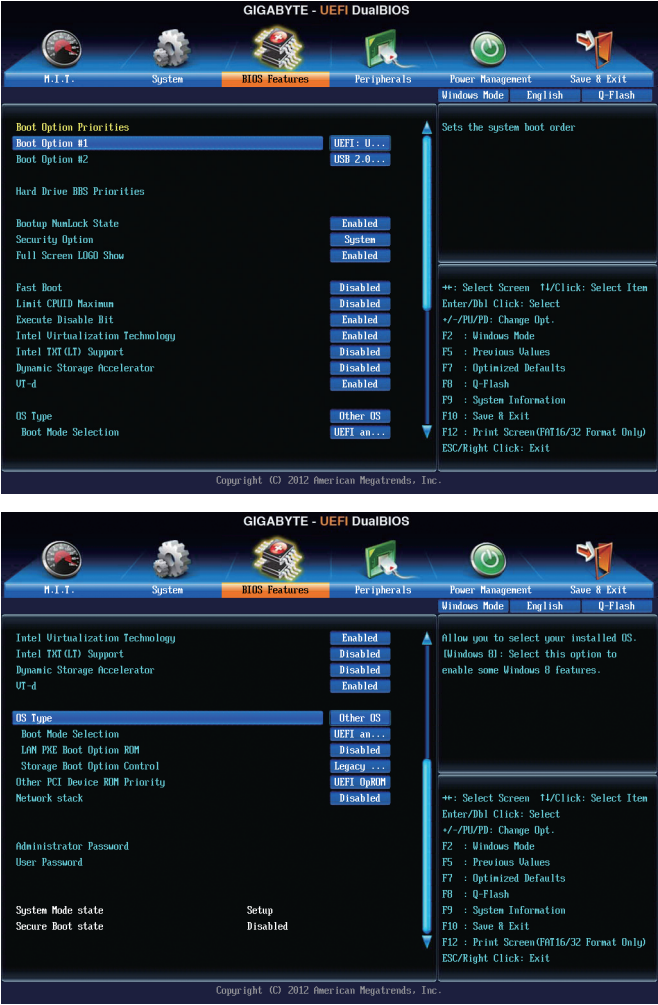 GIGABYTE - UEFI DualBIOS
M.I.T. System BIOS Features Peripherals Power Management Save & Exit
Windows Mode English Q-Flash
Boot Option Priorities
Boot Option #1 UEFI: U...
Boot Option #2 USB 2.0...
Hard Drive BBS Priorities
Bootup NumLock State Enabled
Security Option System
Full Screen LOGO Show Enabled
Fast Boot Disabled
Limit CPUID Maximum Disabled
Execute Disable Bit Enabled
Intel Virtualization Technology Enabled
Intel TXT(LT) Support Disabled
Dynamic Storage Accelerator Disabled
VT-d Enabled
OS Type Other OS
Boot Mode Selection UEFI an...
Sets the system boot order
→←: Select Screen ↑↓/Click: Select Item
Enter/Dbl Click: Select
+/-/PU/PD: Change Opt.
F2 : Windows Mode
F5 : Previous Values
F7 : Optimized Defaults
F8 : Q-Flash
F9 : System Information
F10 : Save & Exit
F12 : Print Screen(FAT16/32 Format Only)
ESC/Right Click: Exit
Copyright (C) 2012 American Megatrends, Inc.
GIGABYTE - UEFI DualBIOS
M.I.T. System BIOS Features Peripherals Power Management Save & Exit
Windows Mode English Q-Flash
Intel Virtualization Technology Enabled
Intel TXT(LT) Support Disabled
Dynamic Storage Accelerator Disabled
VT-d Enabled
OS Type Other OS
Boot Mode Selection UEFI an...
LAN PXE Boot Option ROM Disabled
Storage Boot Option Control Legacy ...
Other PCI Device ROM Priority UEFI OpROM
Network stack Disabled
Administrator Password
User Password
System Mode state Setup
Secure Boot state Disabled
Allow you to select your installed OS.
[Windows 8]: Select this option to
enable some Windows 8 features.
→←: Select Screen ↑↓/Click: Select Item
Enter/Dbl Click: Select
+/-/PU/PD: Change Opt.
F2 : Windows Mode
F5 : Previous Values
F7 : Optimized Defaults
F8 : Q-Flash
F9 : System Information
F10 : Save & Exit
F12 : Print Screen(FAT16/32 Format Only)
ESC/Right Click: Exit
Copyright (C) 2012 American Megatrends, Inc.